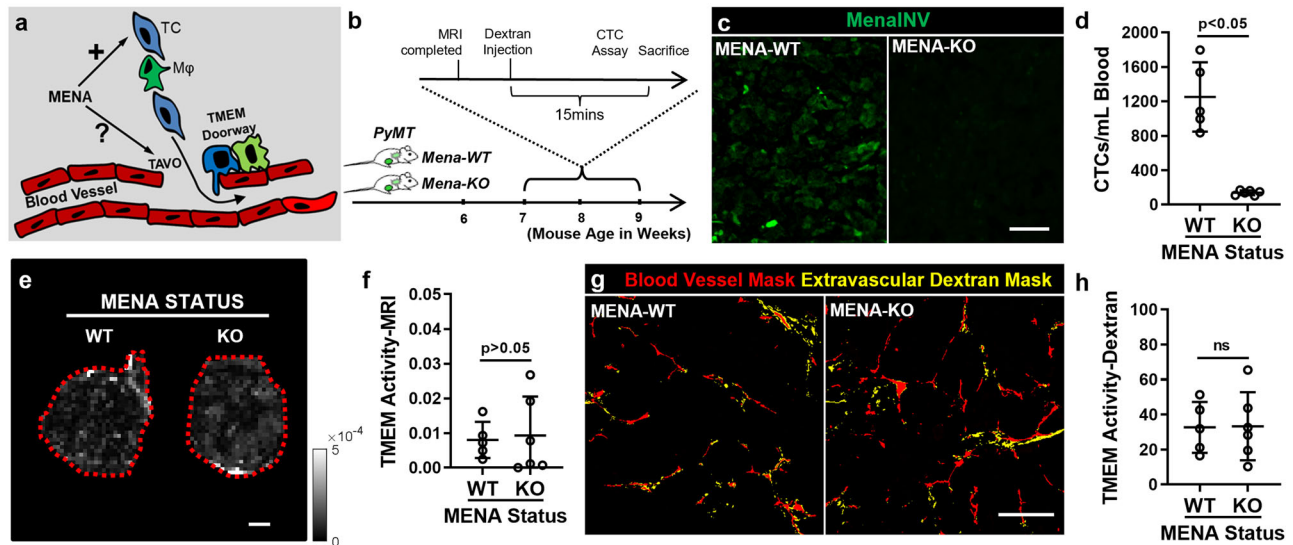 a
TC
+
Mφ
MENA
?
TMEM
Doorway
TAVO
Blood Vessel
b
MRI
completed
Dextran
Injection
CTC
Assay
Sacrifice
15mins
PyMT
Mena-WT
Mena-KO
6
7
8
9
(Mouse Age in Weeks)
c
MenaINV
MENA-WT
MENA-KO
d
p<0.05
CTCs/mL Blood
2000
1600
1200
800
400
0
WT
KO
MENA Status
e
MENA STATUS
WT
KO
5 ×10⁻⁴
0
f
TMEM Activity-MRI
0.05
0.04
0.03
0.02
0.01
0.00
p>0.05
WT
KO
MENA Status
g
Blood Vessel Mask Extravascular Dextran Mask
MENA-WT
MENA-KO
h
TMEM Activity-Dextran
100
80
60
40
20
0
ns
WT
KO
MENA Status